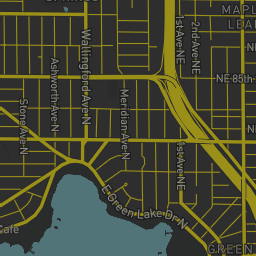 MAPL
LEA
1st Ave NE
2nd Ave NE
Wallingford Ave N
Ashworth Ave N
Stone Ave N
Meridian Ave N
NE 85th
N
1st Ave NE
E Green Lake Dr N
Cafe
GREEN